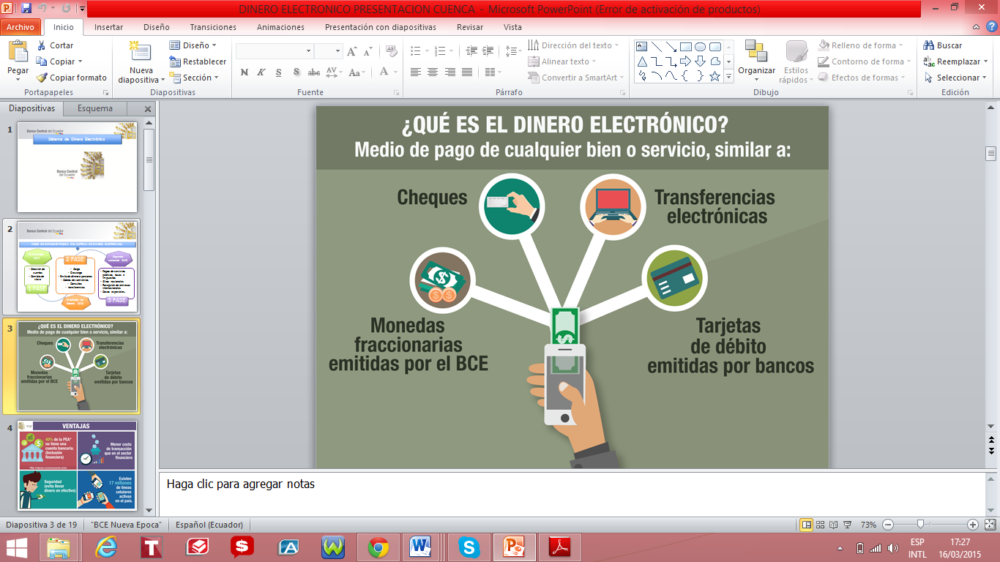 DINERO ELECTRONICO PRESENTACION CUENCA - Microsoft PowerPoint (Error de activación de productos)
Archivo Inicio Insertar Diseño Transiciones Animaciones Presentación con diapositivas Revisar Vista
Pegar
Cortar
Copiar
Copiar formato
Portapapeles
Nueva
diapositiva
Diseño
Restablecer
Sección
Diapositivas
N K S S abc AV Aa A
Fuente
Dirección del texto
Alinear texto
Convertir a SmartArt
Párrafo
Organizar
Estilos
rápidos
Relleno de forma
Contorno de forma
Efectos de formas
Dibujo
Buscar
Reemplazar
Seleccionar
Edición
Diapositivas Esquema
1
Banco Central del Ecuador
Sistema de Dinero Electrónico
Banco Central
del Ecuador
2
Banco Central del Ecuador
2 FASE
1 FASE
3 FASE
3
¿QUÉ ES EL DINERO ELECTRÓNICO?
Medio de pago de cualquier bien o servicio, similar a:
Cheques
Transferencias
electrónicas
Monedas
fraccionarias
emitidas por el BCE
Tarjetas
de débito
emitidas por bancos
4
VENTAJAS
40% de la PEA*
no tiene una
cuenta bancaria.
(Inclusión
financiera)
Menor costo
de transacción
que en el sector
financiero
Seguridad
(evita llevar
dinero en efectivo)
Existen
17 millones
de líneas
celulares
activas
en el país.
¿QUÉ ES EL DINERO ELECTRÓNICO?
Medio de pago de cualquier bien o servicio, similar a:
Cheques
Transferencias
electrónicas
Monedas
fraccionarias
emitidas por el BCE
Tarjetas
de débito
emitidas por bancos
Haga clic para agregar notas
Diapositiva 3 de 19 "BCE Nueva Epoca" Español (Ecuador) 73%
ESP
INTL
17:27
16/03/2015